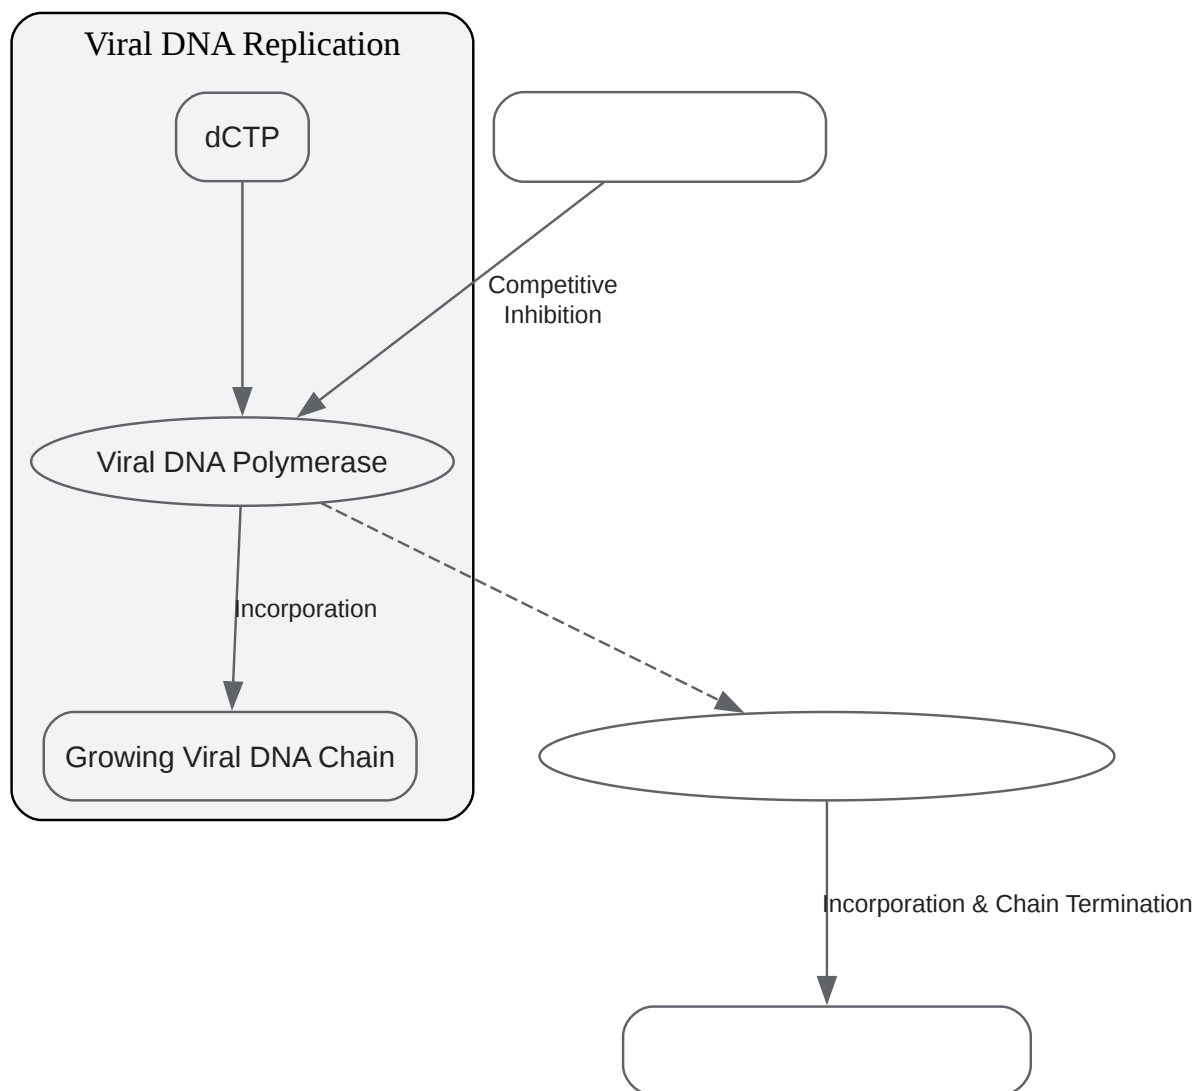 Viral DNA Replication
dCTP
Competitive
Inhibition
Viral DNA Polymerase
Incorporation
Growing Viral DNA Chain
Incorporation & Chain Termination